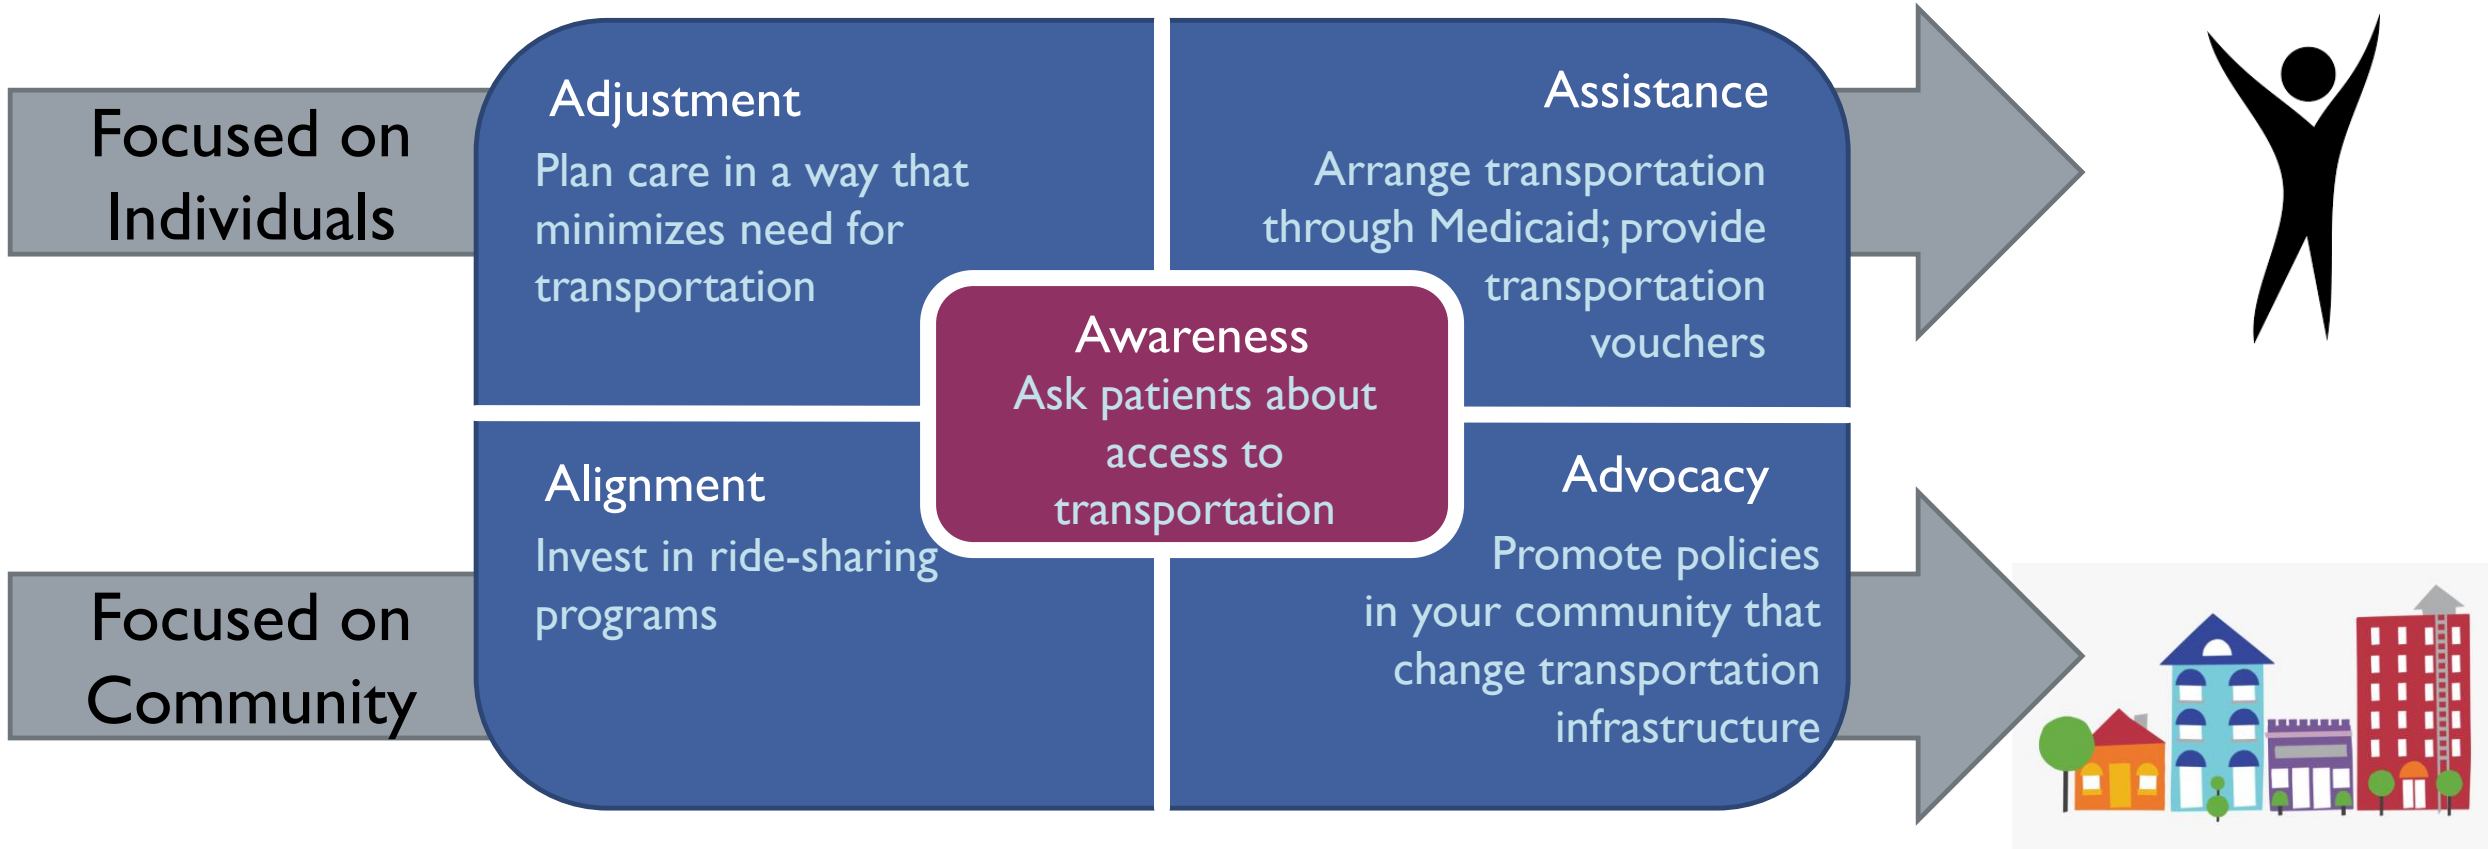 Focused on
Individuals
Adjustment
Plan care in a way that
minimizes need for
transportation
Assistance
Arrange transportation
through Medicaid; provide
transportation
vouchers
Awareness
Ask patients about
access to
transportation
Focused on
Community
Alignment
Invest in ride-sharing
programs
Advocacy
Promote policies
in your community that
change transportation
infrastructure